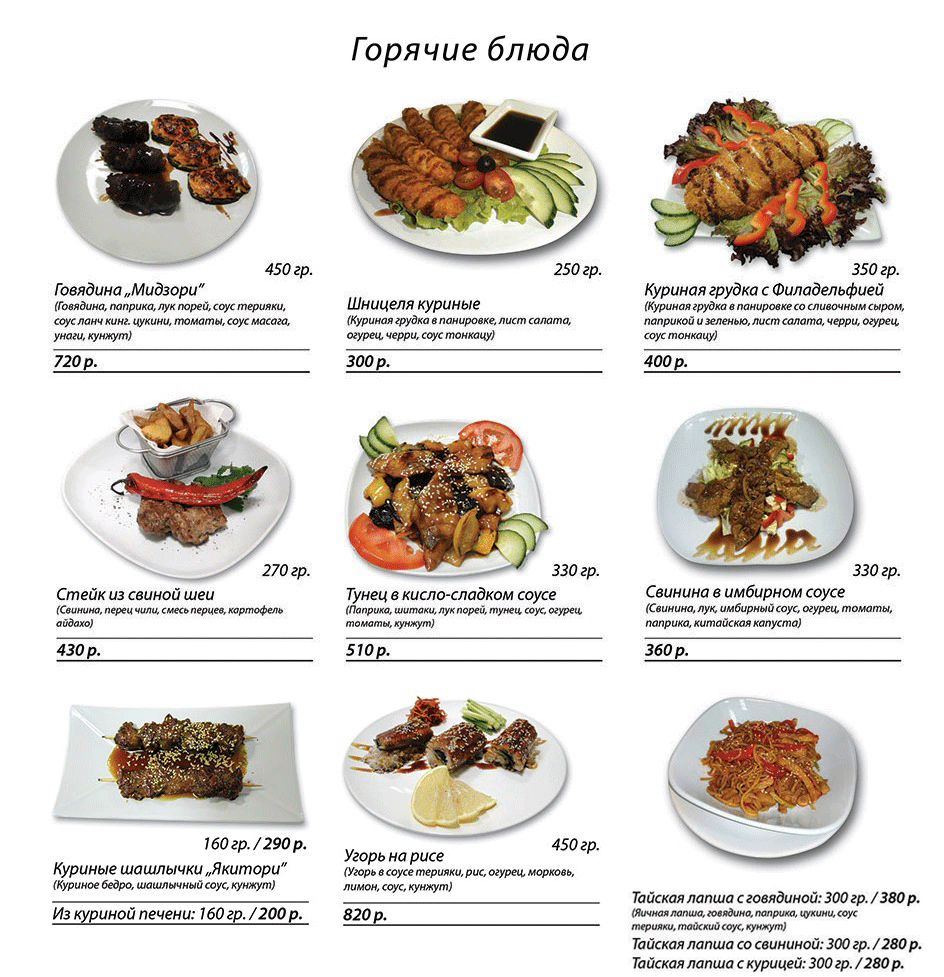 Горячие блюда
450 гр.
Говядина „Мидзори”
(Говядина, паприка, лук порей, соус терияки,
соус ланч кинг. цукини, томаты, соус масага,
унаги, кунжут)
720 р.
250 гр.
Шницеля куриные
(Куриная грудка в панировке, лист салата,
огурец, черри, соус тонкацу)
300 р.
350 гр.
Куриная грудка с Филадельфией
(Куриная грудка в панировке со сливочным сыром,
паприкой и зеленью, лист салата, черри, огурец,
соус тонкацу)
400 р.
270 гр.
Стейк из свиной шеи
(Свинина, перец чили, смесь перцев, картофель
айдахо)
430 р.
330 гр.
Тунец в кисло-сладком соусе
(Паприка, шитаки, лук порей, тунец, соус, огурец,
томаты, кунжут)
510 р.
330 гр.
Свинина в имбирном соусе
(Свинина, лук, имбирный соус, огурец, томаты,
паприка, китайская капуста)
360 р.
160 гр. / 290 р.
Куриные шашлычки „Якитори”
(Куриное бедро, шашлычный соус, кунжут)
Из куриной печени: 160 гр. / 200 р.
450 гр.
Угорь на рисе
(Угорь в соусе терияки, рис, огурец, морковь,
лимон, соус, кунжут)
820 р.
Тайская лапша с говядиной: 300 гр. / 380 р.
(Яичная лапша, говядина, паприка, цукини, соус
терияки, тайский соус, кунжут)
Тайская лапша со свининой: 300 гр. / 280 р.
Тайская лапша с курицей: 300 гр. / 280 р.